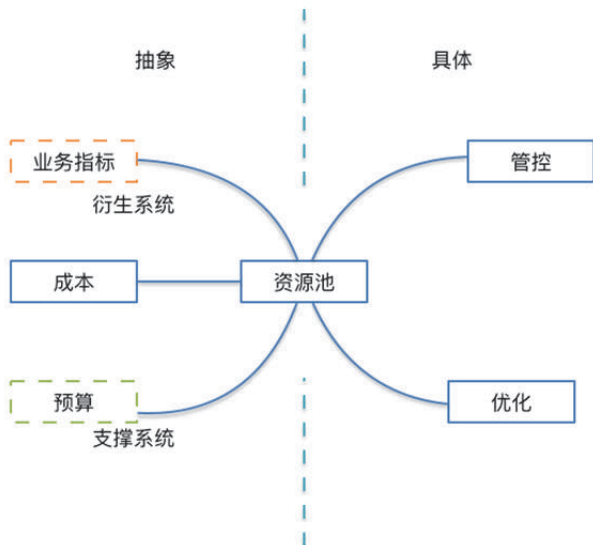 抽象
具体
业务指标
管控
衍生系统
成本
资源池
预算
优化
支撑系统